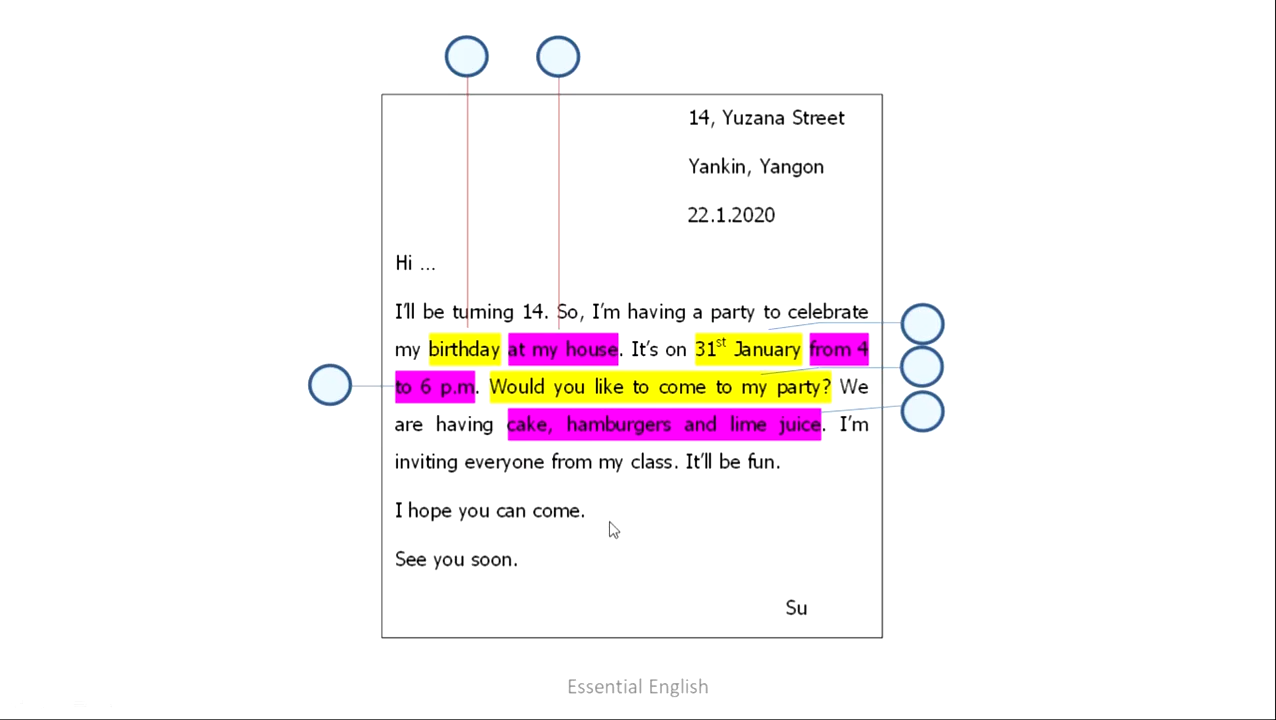 14, Yuzana Street
Yankin, Yangon
22.1.2020
Hi ...
I'll be turning 14. So, I'm having a party to celebrate
my birthday at my house. It's on 31st January from 4
to 6 p.m. Would you like to come to my party? We
are having cake, hamburgers and lime juice. I'm
inviting everyone from my class. It'll be fun.
I hope you can come.
See you soon.
Su
Essential English